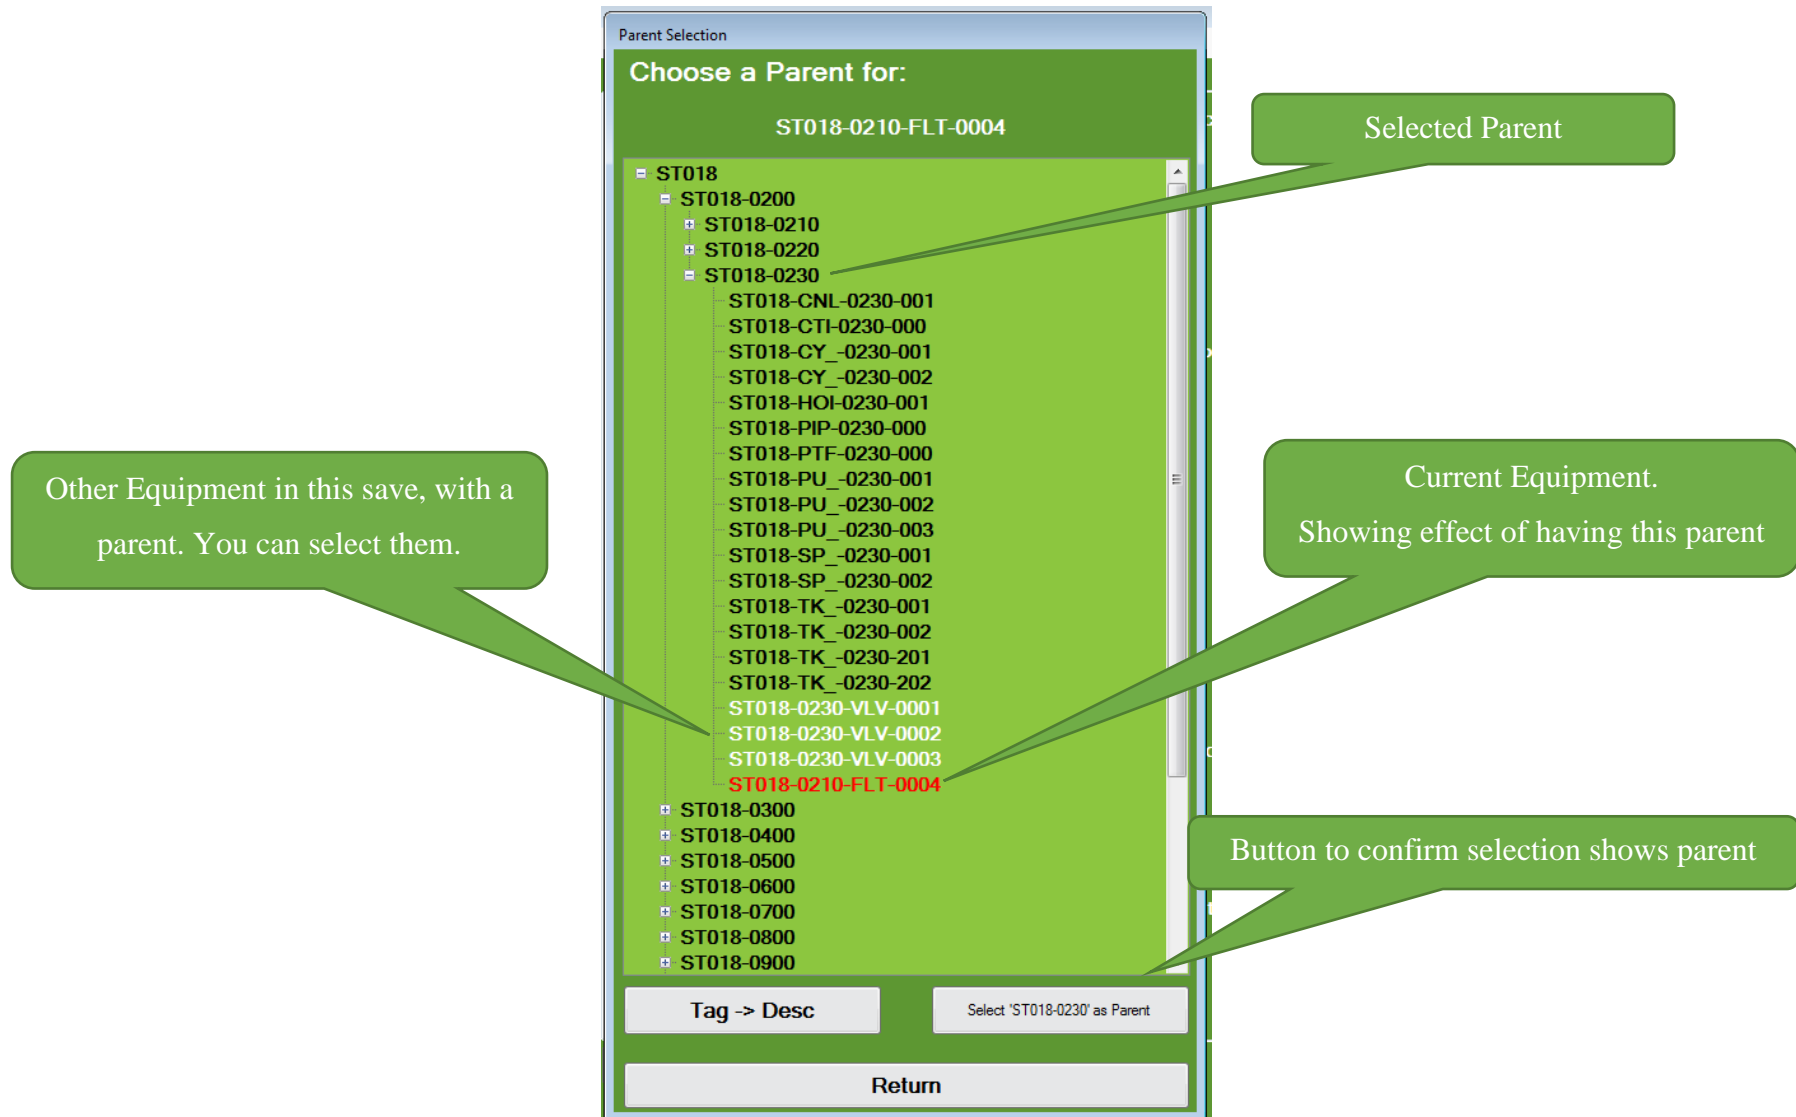 Parent Selection
Choose a Parent for:
ST018-0210-FLT-0004
Selected Parent
ST018
ST018-0200
ST018-0210
ST018-0220
ST018-0230
ST018-CNL-0230-001
ST018-CTI-0230-000
ST018-CY_-0230-001
ST018-CY_-0230-002
ST018-HOI-0230-001
ST018-PIP-0230-000
ST018-PTF-0230-000
ST018-PU_-0230-001
ST018-PU_-0230-002
ST018-PU_-0230-003
ST018-SP_-0230-001
ST018-SP_-0230-002
ST018-TK_-0230-001
ST018-TK_-0230-002
ST018-TK_-0230-201
ST018-TK_-0230-202
ST018-0230-VLV-0001
ST018-0230-VLV-0002
ST018-0230-VLV-0003
ST018-0210-FLT-0004
ST018-0300
ST018-0400
ST018-0500
ST018-0600
ST018-0700
ST018-0800
ST018-0900
Other Equipment in this save, with a
parent. You can select them.
Current Equipment.
Showing effect of having this parent
Button to confirm selection shows parent
Tag -> Desc
Select 'ST018-0230' as Parent
Return